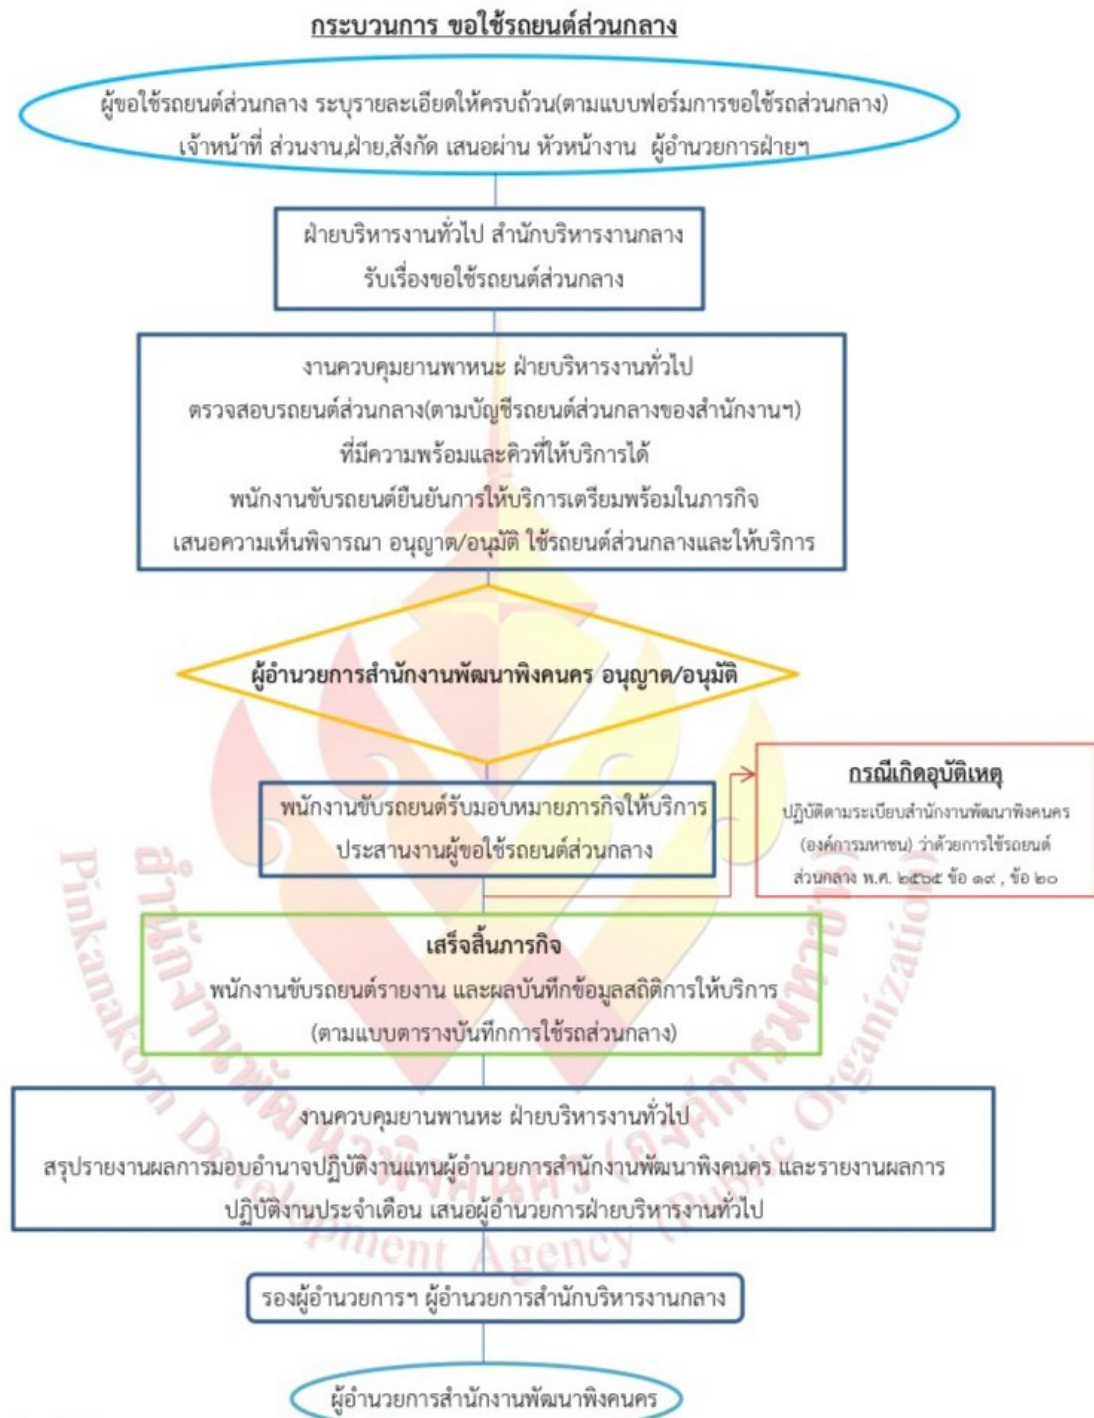 กระบวนการ ขอใช้รถยนต์ส่วนกลาง
ผู้ขอใช้รถยนต์ส่วนกลาง ระบุรายละเอียดให้ครบถ้วน(ตามแบบฟอร์มการขอใช้รถส่วนกลาง)
เจ้าหน้าที่ ส่วนงาน,ฝ่าย,สังกัด เสนอผ่าน หัวหน้างาน ผู้อำนวยการฝ่ายฯ
ฝ่ายบริหารงานทั่วไป สำนักบริหารงานกลาง
รับเรื่องขอใช้รถยนต์ส่วนกลาง
งานควบคุมยานพาหนะ ฝ่ายบริหารงานทั่วไป
ตรวจสอบรถยนต์ส่วนกลาง(ตามบัญชีรถยนต์ส่วนกลางของสำนักงานฯ)
ที่มีความพร้อมและคิวที่ให้บริการได้
พนักงานขับรถยนต์ยืนยันการให้บริการเตรียมพร้อมในภารกิจ
เสนอความเห็นพิจารณา อนุญาต/อนุมัติ ใช้รถยนต์ส่วนกลางและให้บริการ
ผู้อำนวยการสำนักงานพัฒนาพิงคนคร อนุญาต/อนุมัติ
พนักงานขับรถยนต์รับมอบหมายภารกิจให้บริการ
ประสานงานผู้ขอใช้รถยนต์ส่วนกลาง
กรณีเกิดอุบัติเหตุ
ปฏิบัติตามระเบียบสำนักงานพัฒนาพิงคนคร
(องค์การมหาชน) ว่าด้วยการใช้รถยนต์
ส่วนกลาง พ.ศ. ๒๕๖๕ ข้อ ๑๙ , ข้อ ๒๐
เสร็จสิ้นภารกิจ
พนักงานขับรถยนต์รายงาน และผลบันทึกข้อมูลสถิติการให้บริการ
(ตามแบบตารางบันทึกการใช้รถส่วนกลาง)
งานควบคุมยานพานหะ ฝ่ายบริหารงานทั่วไป
สรุปรายงานผลการมอบอำนาจปฏิบัติงานแทนผู้อำนวยการสำนักงานพัฒนาพิงคนคร และรายงานผลการ
ปฏิบัติงานประจำเดือน เสนอผู้อำนวยการฝ่ายบริหารงานทั่วไป
รองผู้อำนวยการฯ ผู้อำนวยการสำนักบริหารงานกลาง
ผู้อำนวยการสำนักงานพัฒนาพิงคนคร
สำนักงานพัฒนาพิงคนคร (องค์การมหาชน)
Pinkanakorn Development Agency (Public Organization)